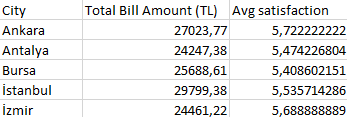 City Total Bill Amount (TL) Avg satisfaction
Ankara 27023,77 5,722222222
Antalya 24247,38 5,474226804
Bursa 25688,61 5,408602151
İstanbul 29799,38 5,535714286
İzmir 24461,22 5,688888889